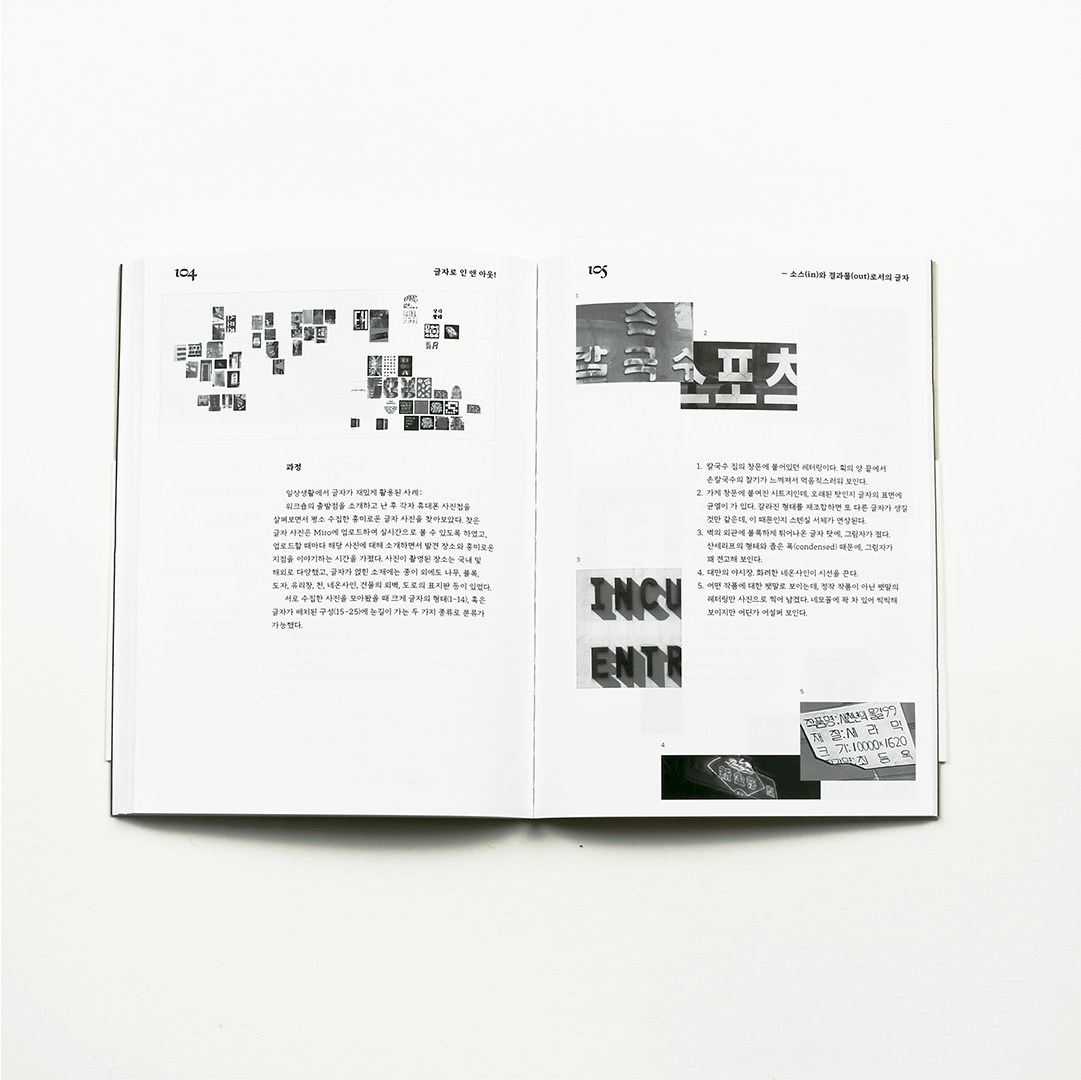 104
글자로 인 앤 아웃!
과정
일상생활에서 글자가 재밌게 활용된 사례:
워크숍의 출발점을 소개하고 난 후 각자 휴대폰 사진첩을
살펴보면서 평소 수집한 흥미로운 글자 사진을 찾아보았다. 찾은
글자 사진은 Miro에 업로드하여 실시간으로 볼 수 있도록 하였고,
업로드할 때마다 해당 사진에 대해 소개하면서 발견 장소와 흥미로운
지점을 이야기하는 시간을 가졌다. 사진이 촬영된 장소는 국내 및
해외로 다양했고, 글자가 얹힌 소재에는 종이 외에도 나무, 블록,
도자, 유리창, 천, 네온사인, 건물의 외벽, 도로의 표지판 등이 있었다.
서로 수집한 사진을 모아봤을 때 크게 글자의 형태(1–14), 혹은
글자가 배치된 구성(15–25)에 눈길이 가는 두 가지 종류로 분류가
가능했다.
105
— 소스(in)와 결과물(out)로서의 글자
1
손
칼국수
2
스포츠
1. 칼국수 집의 창문에 붙어있던 레터링이다. 획의 양 끝에서
손칼국수의 찰기가 느껴져서 먹음직스러워 보인다.
2. 가게 창문에 붙여진 시트지인데, 오래된 탓인지 글자의 표면에
균열이 가 있다. 갈라진 형태를 재조합하면 또 다른 글자가 생길
것만 같은데, 이 때문인지 스텐실 서체가 연상된다.
3. 벽의 외관에 볼록하게 튀어나온 글자 탓에, 그림자가 졌다.
산세리프의 형태와 좁은 폭(condensed) 때문에, 그림자가
꽤 견고해 보인다.
4. 대만의 야시장. 화려한 네온사인이 시선을 끈다.
5. 어떤 작품에 대한 팻말로 보이는데, 정작 작품이 아닌 팻말의
레터링만 사진으로 찍어 남겼다. 네모꼴에 꽉 차 있어 빽빽해
보이지만 어딘가 어설퍼 보인다.
3
INCU
ENTR
5
작품명:새천년의 물결99
재 질:세 라 믹
크 기:10000×1620
최 등 옥
4